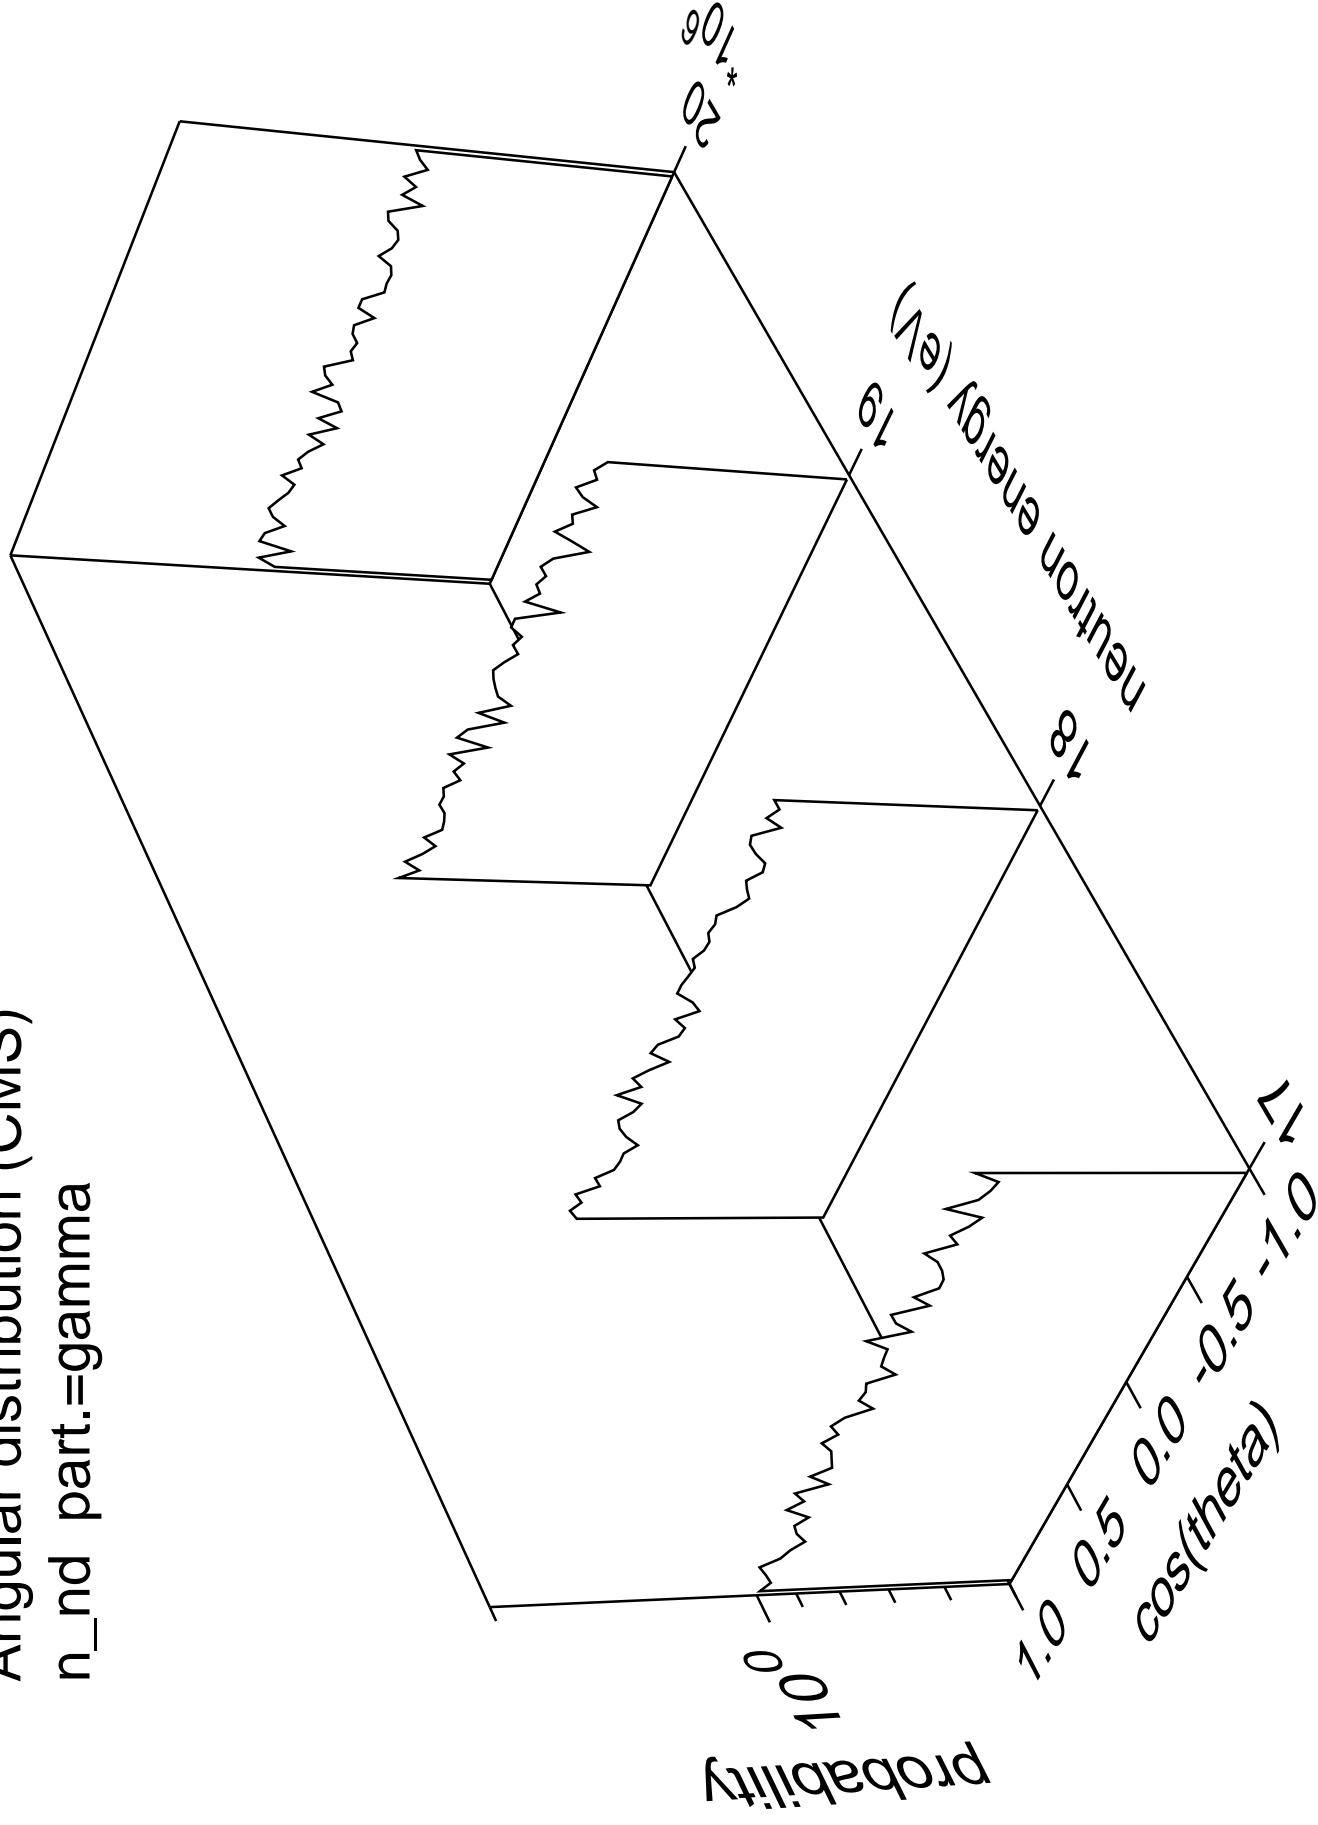 Angular distribution (CMS)
n_nd part.=gamma
probability
10^0
1.0 0.5 0.0 -0.5 -1.0
cos(theta)
17 18 19 20
*10^6
neutron energy (eV)